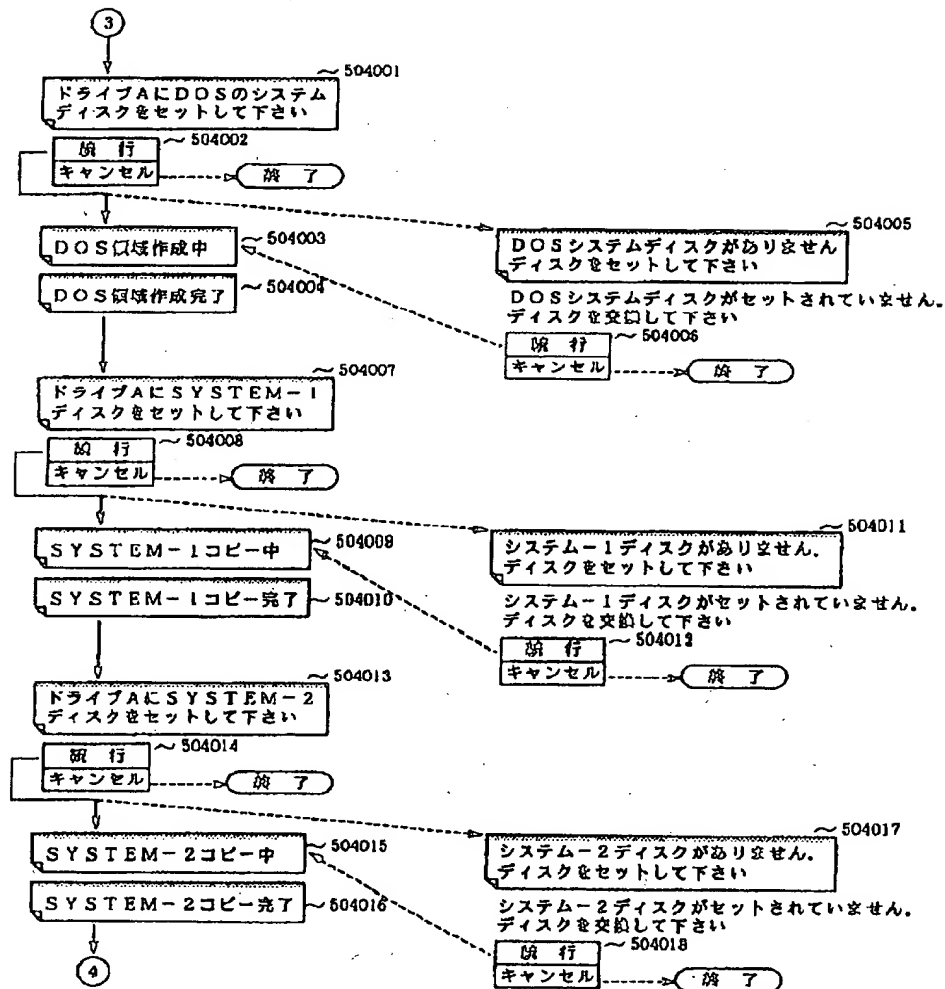 3
504001
ドライブAにDOSのシステム
ディスクをセットして下さい
504002
続 行
キャンセル
終 了
504003
DOS領域作成中
504004
DOS領域作成完了
504005
DOSシステムディスクがありません
ディスクをセットして下さい
DOSシステムディスクがセットされていません.
ディスクを交換して下さい
504006
続 行
キャンセル
終 了
504007
ドライブAにSYSTEM-1
ディスクをセットして下さい
504008
続 行
キャンセル
終 了
504009
SYSTEM-1コピー中
SYSTEM-1コピー完了
504010
504011
システム-1ディスクがありません.
ディスクをセットして下さい
システム-1ディスクがセットされていません.
ディスクを交換して下さい
504012
続 行
キャンセル
終 了
504013
ドライブAにSYSTEM-2
ディスクをセットして下さい
504014
続 行
キャンセル
終 了
SYSTEM-2コピー中
504015
SYSTEM-2コピー完了
504016
504017
システム-2ディスクがありません.
ディスクをセットして下さい
システム-2ディスクがセットされていません.
ディスクを交換して下さい
504018
続 行
キャンセル
終 了
4